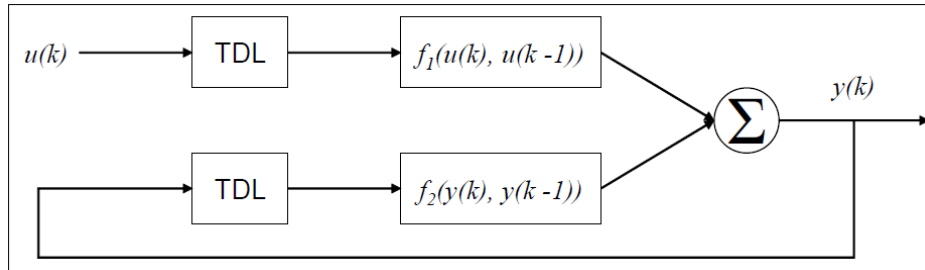 u(k)
TDL
f1(u(k), u(k -1))
y(k)
Σ
TDL
f2(y(k), y(k -1))